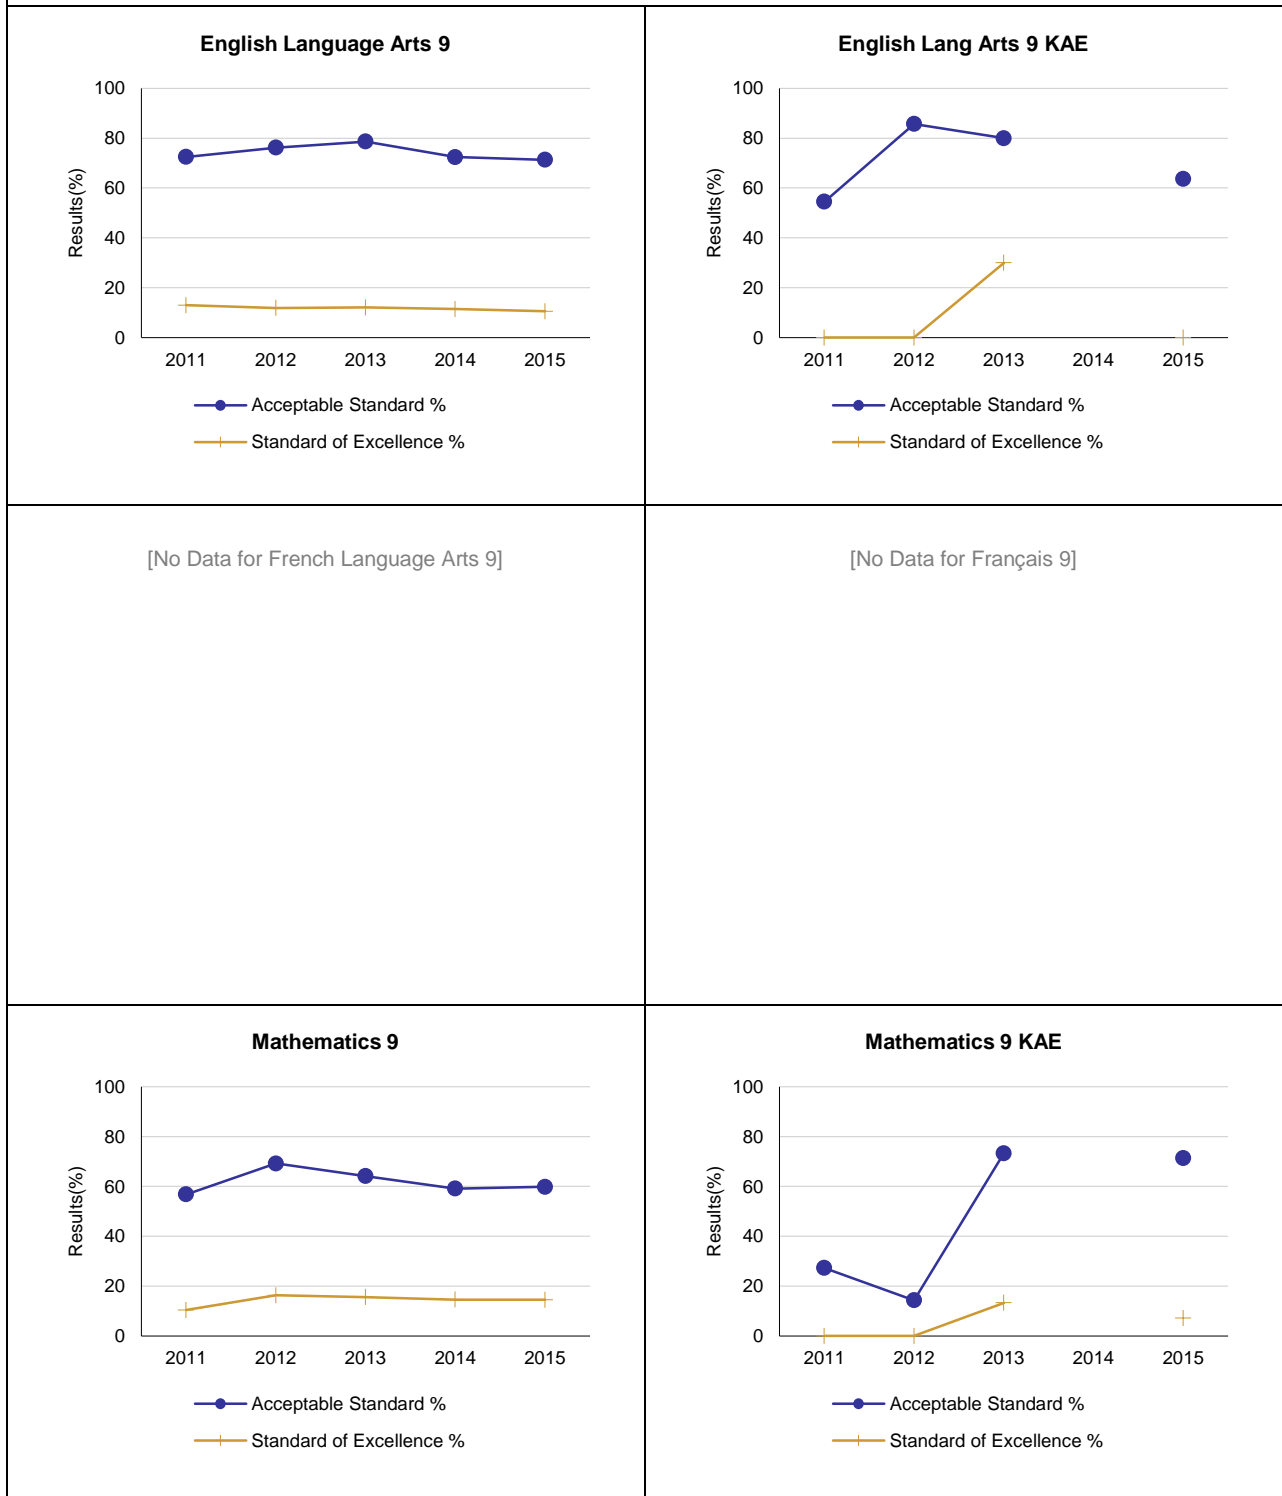 English Language Arts 9
100
80
60
40
20
0
Results(%)
2011 2012 2013 2014 2015
Acceptable Standard %
Standard of Excellence %
English Lang Arts 9 KAE
100
80
60
40
20
0
Results(%)
2011 2012 2013 2014 2015
Acceptable Standard %
Standard of Excellence %
[No Data for French Language Arts 9]
[No Data for Français 9]
Mathematics 9
100
80
60
40
20
0
Results(%)
2011 2012 2013 2014 2015
Acceptable Standard %
Standard of Excellence %
Mathematics 9 KAE
100
80
60
40
20
0
Results(%)
2011 2012 2013 2014 2015
Acceptable Standard %
Standard of Excellence %